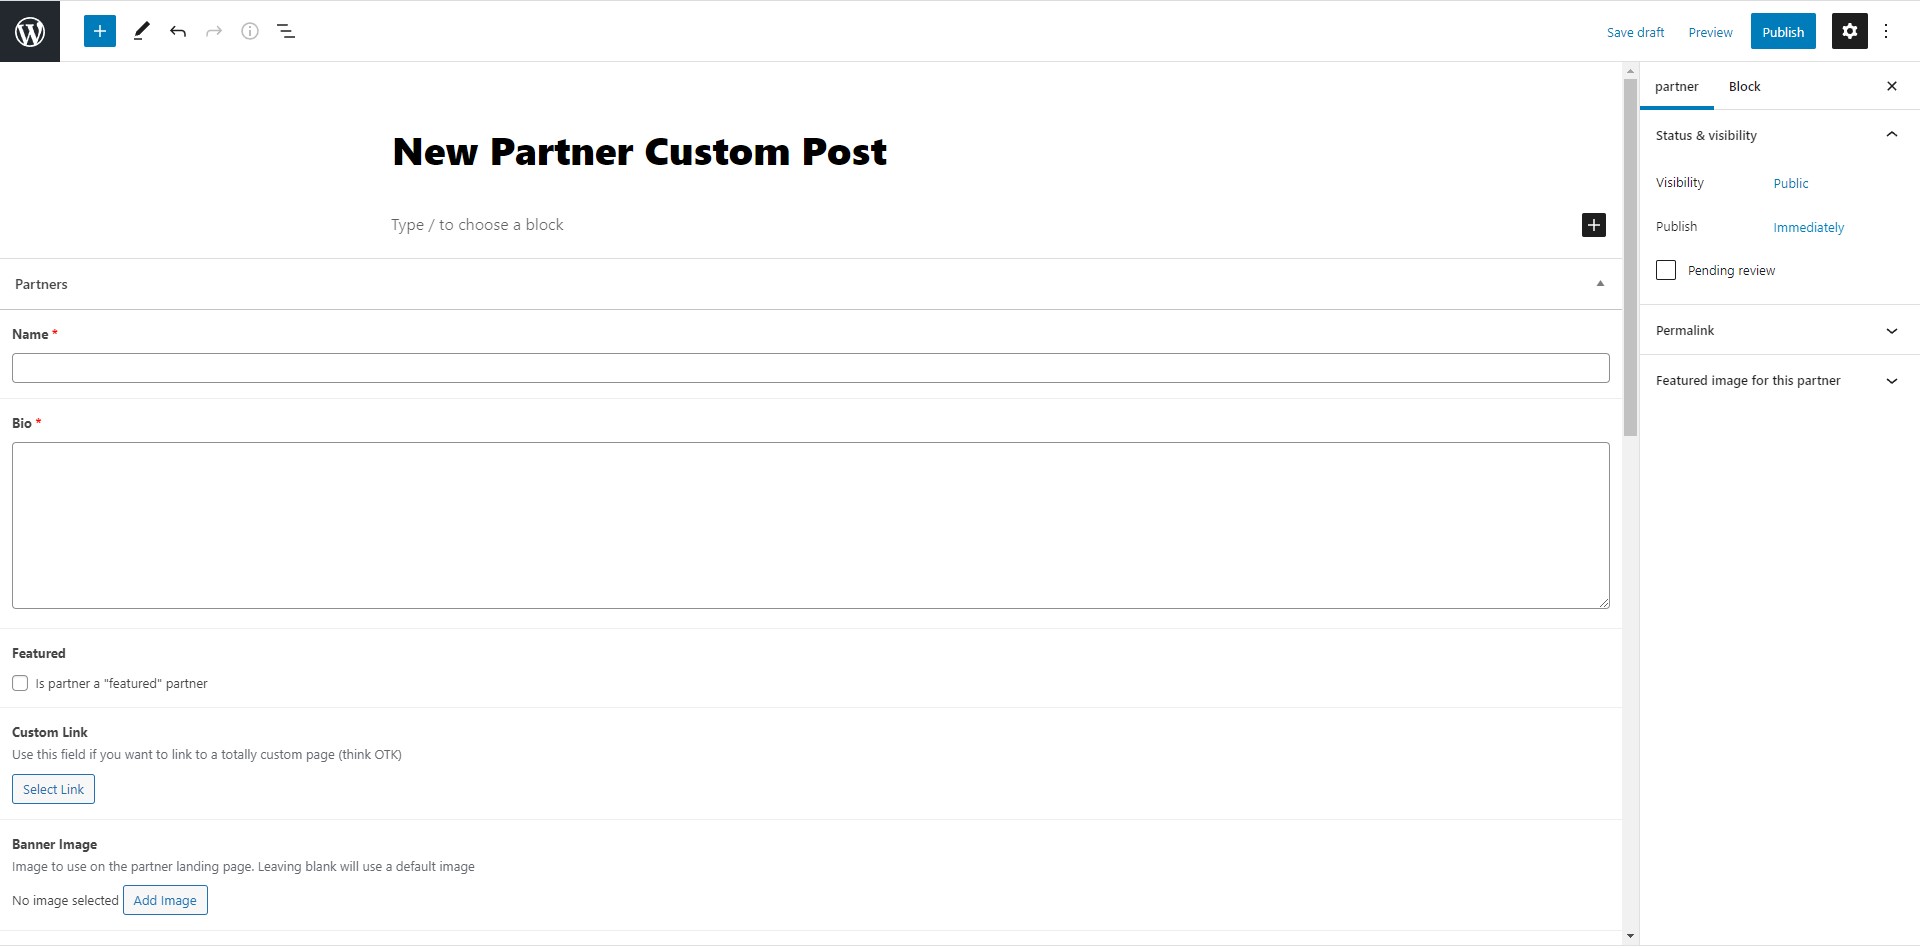 Save draft Preview Publish
partner Block
New Partner Custom Post
Type / to choose a block
Partners
Name *
Bio *
Featured
Is partner a "featured" partner
Custom Link
Use this field if you want to link to a totally custom page (think OTK)
Select Link
Banner Image
Image to use on the partner landing page. Leaving blank will use a default image
No image selected Add Image
Status & visibility
Visibility Public
Publish Immediately
Pending review
Permalink
Featured image for this partner